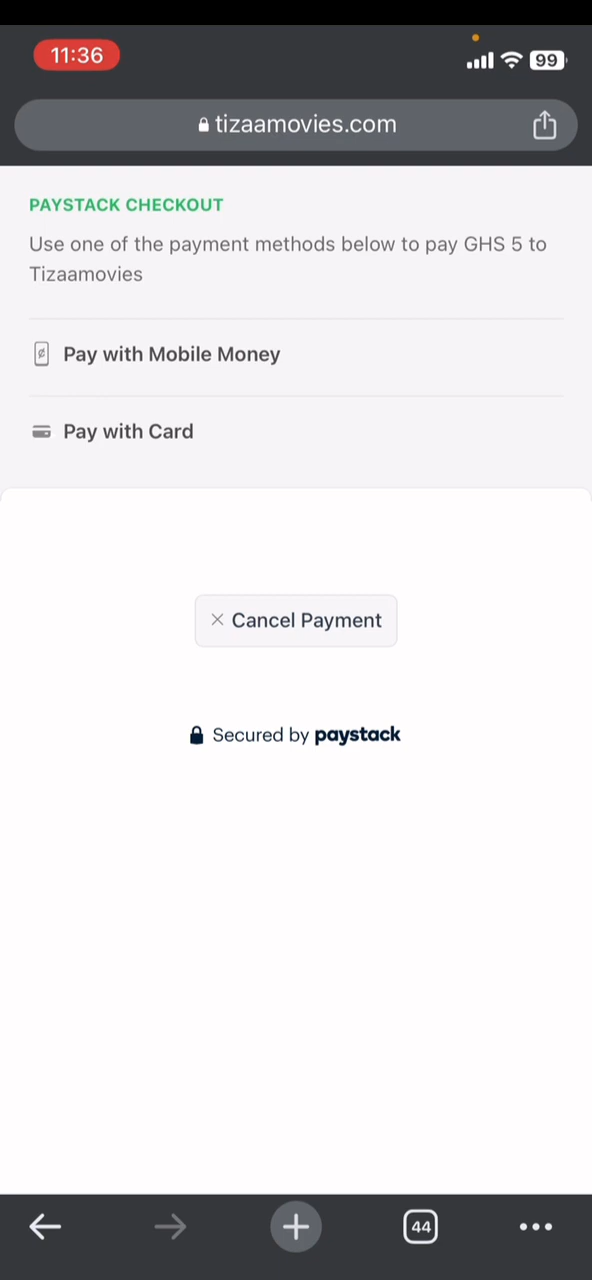 11:36
99
tizaamovies.com
PAYSTACK CHECKOUT
Use one of the payment methods below to pay GHS 5 to
Tizaamovies
Pay with Mobile Money
Pay with Card
Cancel Payment
Secured by paystack
44